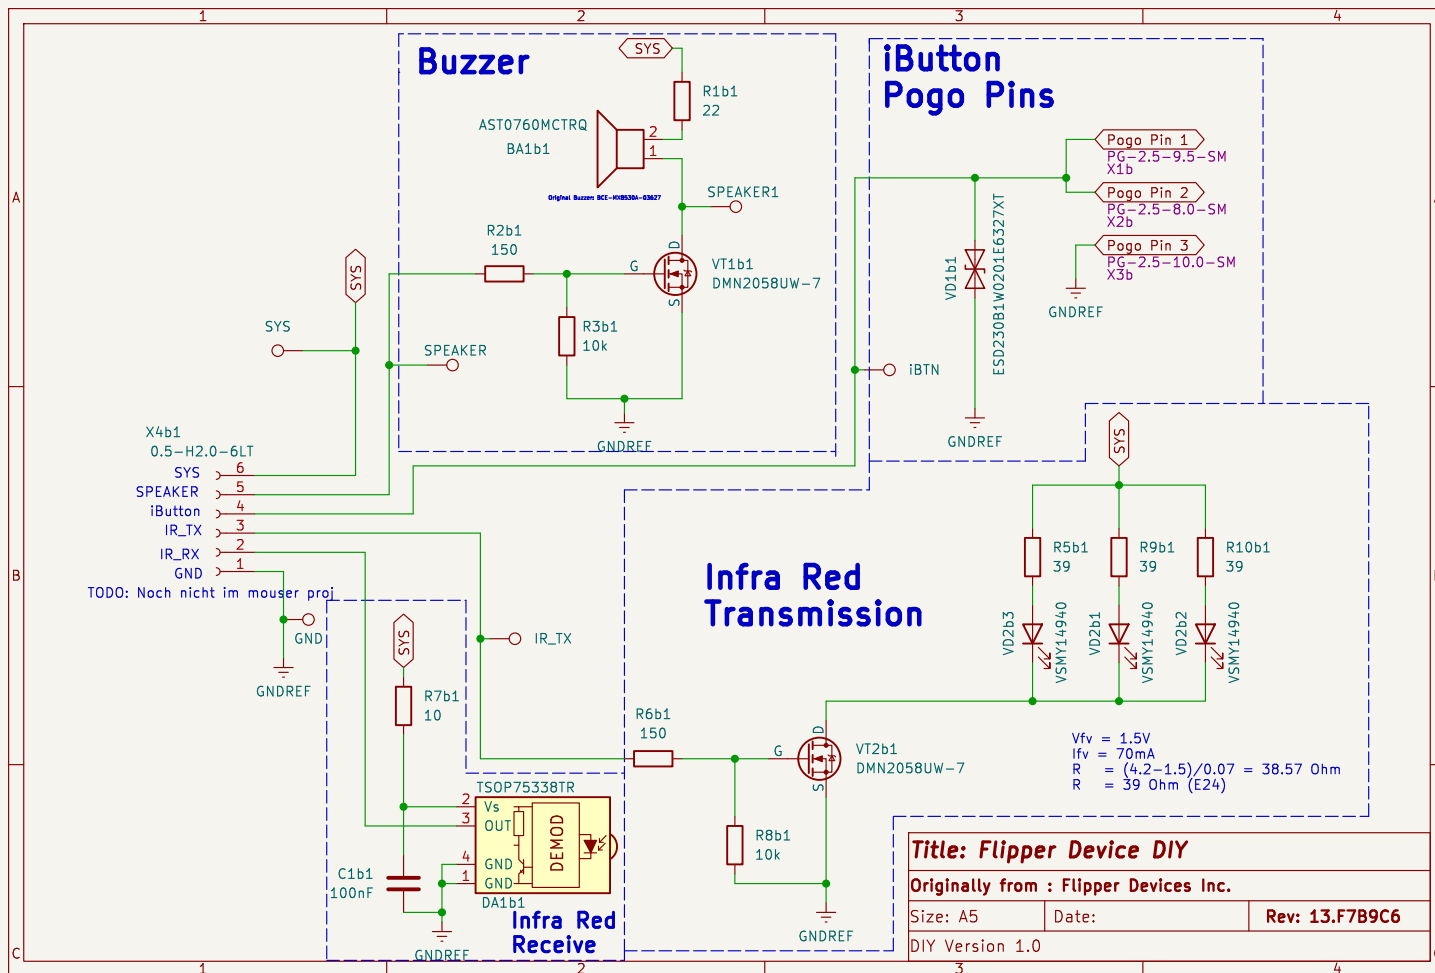 1
2
3
4
A
B
C
Buzzer
SYS
R1b1
22
AST0760MCTRQ
BA1b1
2
1
Original Buzzer: BCE-MXB530A-03627
SPEAKER1
R2b1
150
G
D
S
VT1b1
DMN2058UW-7
R3b1
10k
SPEAKER
GNDREF
SYS
SYS
iButton
Pogo Pins
Pogo Pin 1
PG-2.5-9.5-SM
X1b
Pogo Pin 2
PG-2.5-8.0-SM
X2b
Pogo Pin 3
PG-2.5-10.0-SM
X3b
GNDREF
VD1b1
ESD230B1W0201E6327XT
GNDREF
iBTN
X4b1
0.5-H2.0-6LT
SYS 6
SPEAKER 5
iButton 4
IR_TX 3
IR_RX 2
GND 1
TODO: Noch nicht im mouser proj
GND
GNDREF
IR_TX
SYS
R7b1
10
TSOP75338TR
2 Vs
3 OUT
4 GND
1 GND
DEMOD
DA1b1
C1b1
100nF
GNDREF
Infra Red
Receive
Infra Red
Transmission
SYS
R5b1
39
R9b1
39
R10b1
39
VD2b3
VSMY14940
VD2b1
VSMY14940
VD2b2
VSMY14940
R6b1
150
G
D
S
VT2b1
DMN2058UW-7
R8b1
10k
GNDREF
Vfv = 1.5V
Ifv = 70mA
R = (4.2-1.5)/0.07 = 38.57 Ohm
R = 39 Ohm (E24)
Title: Flipper Device DIY
Originally from : Flipper Devices Inc.
Size: A5
Date:
Rev: 13.F7B9C6
DIY Version 1.0
1
2
3
4